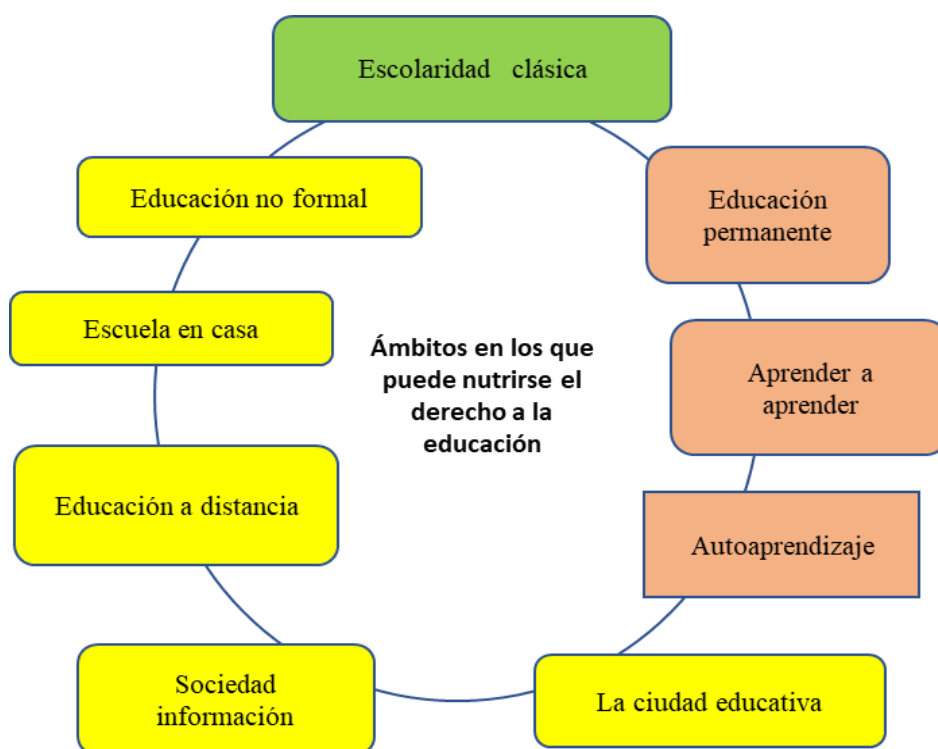 Escolaridad clásica
Educación no formal
Educación
permanente
Escuela en casa
Ámbitos en los que
puede nutrirse el
derecho a la
educación
Aprender a
aprender
Educación a distancia
Autoaprendizaje
Sociedad
información
La ciudad educativa